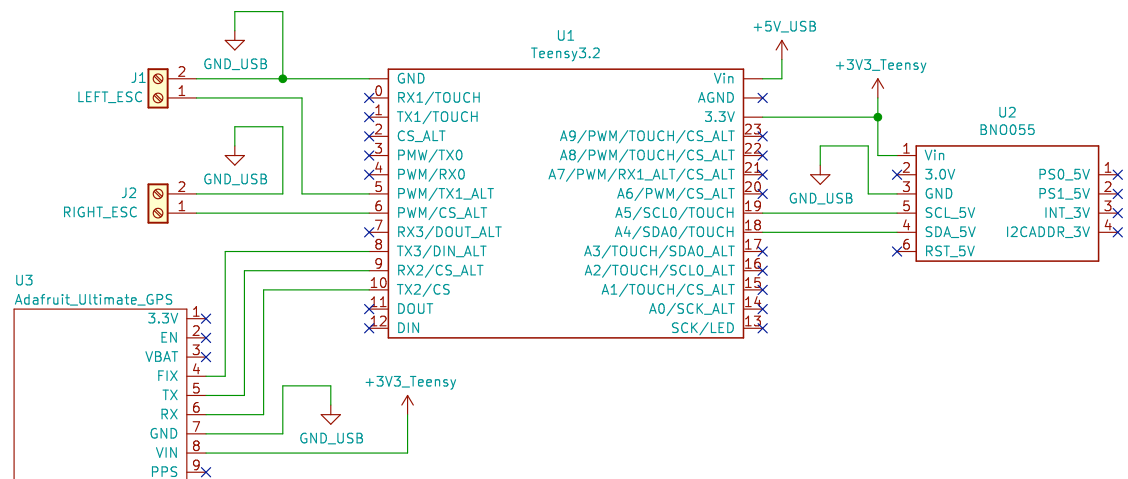 GND_USB
J1
2
1
LEFT_ESC
GND_USB
J2
2
1
RIGHT_ESC
U1
Teensy3.2
GND
0 RX1/TOUCH
1 TX1/TOUCH
2 CS_ALT
3 PMW/TX0
4 PWM/RX0
5 PWM/TX1_ALT
6 PWM/CS_ALT
7 RX3/DOUT_ALT
8 TX3/DIN_ALT
9 RX2/CS_ALT
10 TX2/CS
11 DOUT
12 DIN
Vin
AGND
3.3V
A9/PWM/TOUCH/CS_ALT 23
A8/PWM/TOUCH/CS_ALT 22
A7/PWM/RX1_ALT/CS_ALT 21
A6/PWM/CS_ALT 20
A5/SCL0/TOUCH 19
A4/SDA0/TOUCH 18
A3/TOUCH/SDA0_ALT 17
A2/TOUCH/SCL0_ALT 16
A1/TOUCH/CS_ALT 15
A0/SCK_ALT 14
SCK/LED 13
+5V_USB
+3V3_Teensy
GND_USB
U2
BNO055
1 Vin
2 3.0V
3 GND
5 SCL_5V
4 SDA_5V
6 RST_5V
PS0_5V 1
PS1_5V 2
INT_3V 3
I2CADDR_3V 4
U3
Adafruit_Ultimate_GPS
3.3V 1
EN 2
VBAT 3
FIX 4
TX 5
RX 6
GND 7
VIN 8
PPS 9
GND_USB
+3V3_Teensy